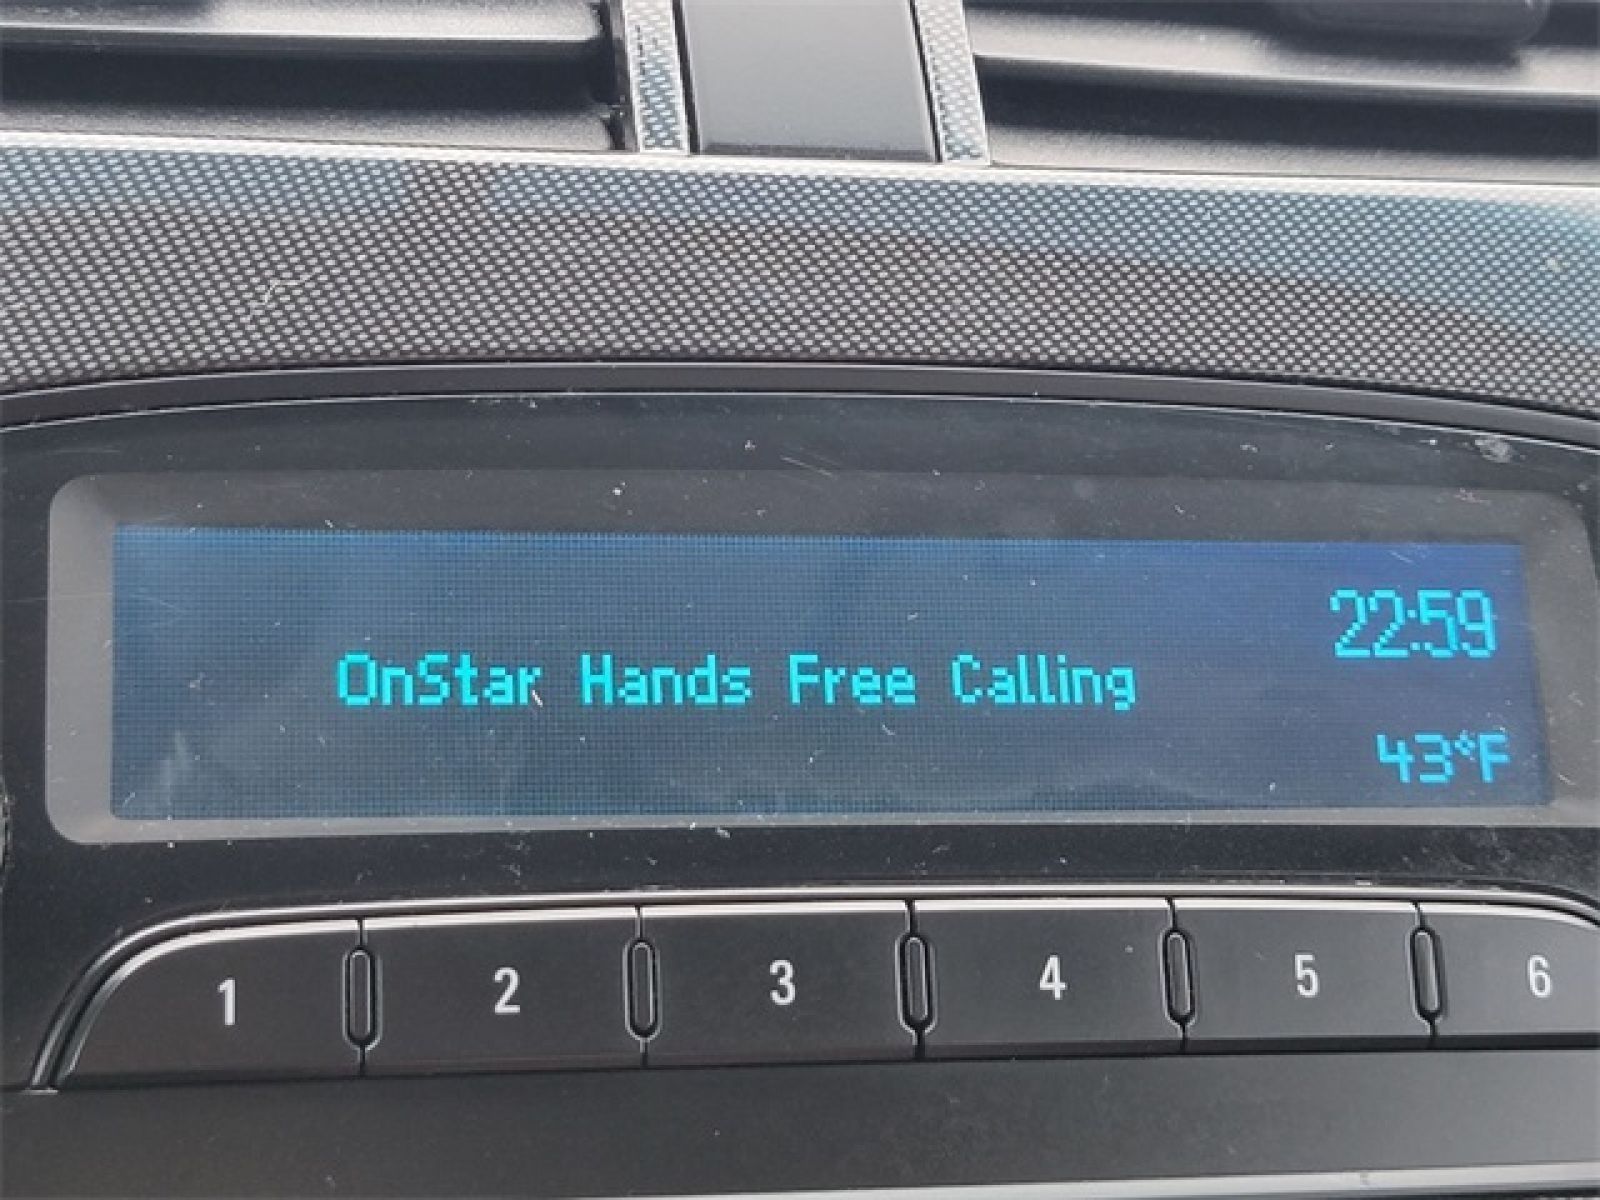 22:59
OnStar Hands Free Calling
43°F
1 2 3 4 5 6